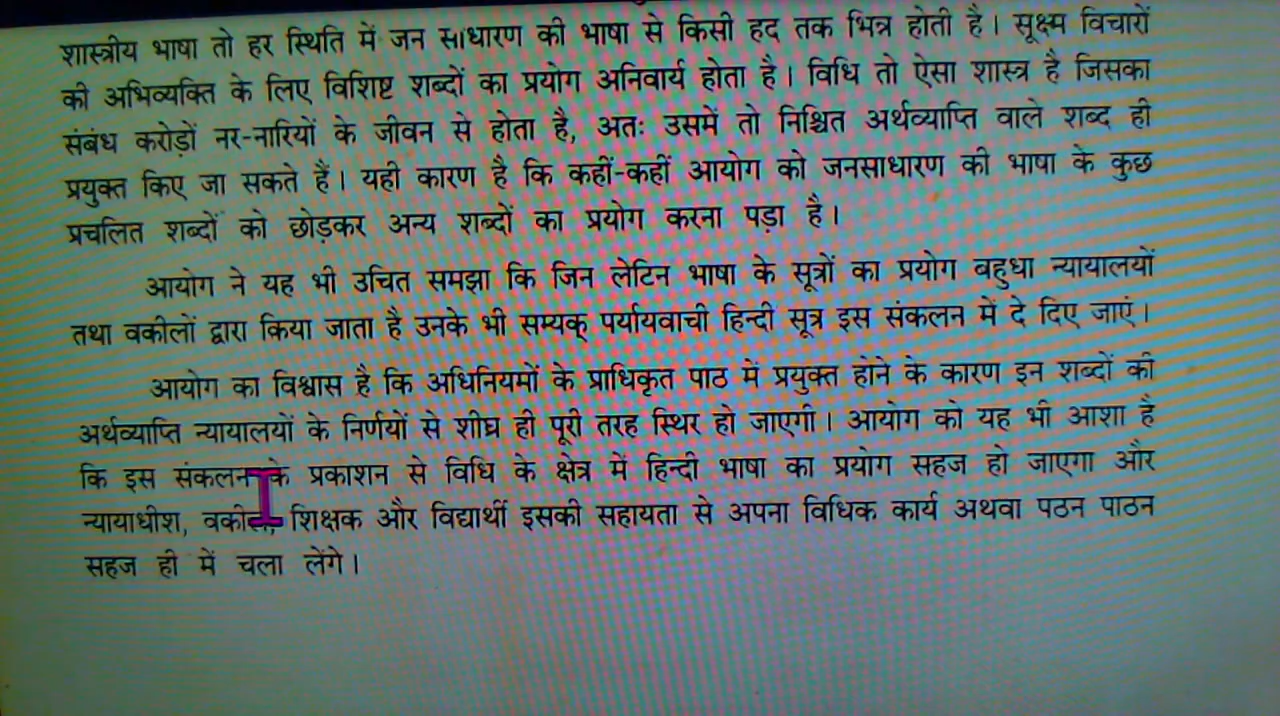 शास्त्रीय भाषा तो हर स्थिति में जन साधारण की भाषा से किसी हद तक भिन्न होती है। सूक्ष्म विचारों
की अभिव्यक्ति के लिए विशिष्ट शब्दों का प्रयोग अनिवार्य होता है। विधि तो ऐसा शास्त्र है जिसका
संबंध करोड़ों नर-नारियों के जीवन से होता है, अतः उसमें तो निश्चित अर्थव्याप्ति वाले शब्द ही
प्रयुक्त किए जा सकते हैं। यही कारण है कि कहीं-कहीं आयोग को जनसाधारण की भाषा के कुछ
प्रचलित शब्दों को छोड़कर अन्य शब्दों का प्रयोग करना पड़ा है।
आयोग ने यह भी उचित समझा कि जिन लेटिन भाषा के सूत्रों का प्रयोग बहुधा न्यायालयों
तथा वकीलों द्वारा किया जाता है उनके भी सम्यक् पर्यायवाची हिन्दी सूत्र इस संकलन में दे दिए जाएं।
आयोग का विश्वास है कि अधिनियमों के प्राधिकृत पाठ में प्रयुक्त होने के कारण इन शब्दों की
अर्थव्याप्ति न्यायालयों के निर्णयों से शीघ्र ही पूरी तरह स्थिर हो जाएगी। आयोग को यह भी आशा है
कि इस संकलन के प्रकाशन से विधि के क्षेत्र में हिन्दी भाषा का प्रयोग सहज हो जाएगा और
न्यायाधीश, वकील, शिक्षक और विद्यार्थी इसकी सहायता से अपना विधिक कार्य अथवा पठन पाठन
सहज ही में चला लेंगे।